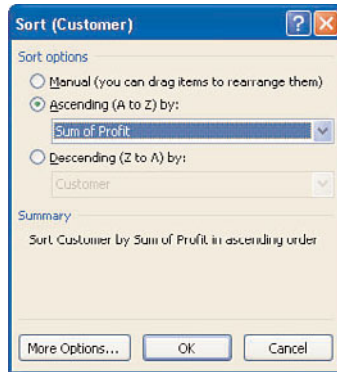 Sort (Customer)
Sort options
Manual (you can drag items to rearrange them)
Ascending (A to Z) by:
Sum of Profit
Descending (Z to A) by:
Customer
Summary
Sort Customer by Sum of Profit in ascending order
More Options...
OK
Cancel